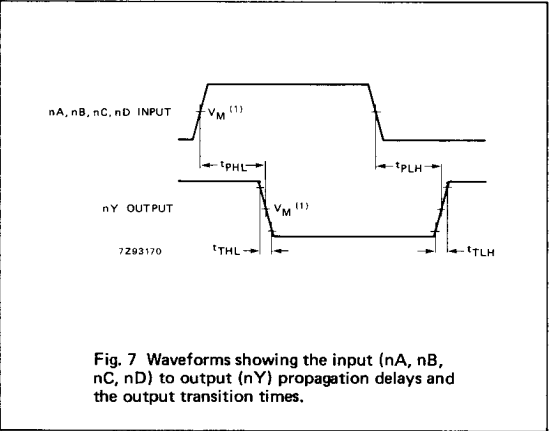 nA, nB, nC, nD INPUT
VM (1)
tPHL
tPLH
nY OUTPUT
VM (1)
7Z93170
tTHL
tTLH
Fig. 7 Waveforms showing the input (nA, nB,
nC, nD) to output (nY) propagation delays and
the output transition times.